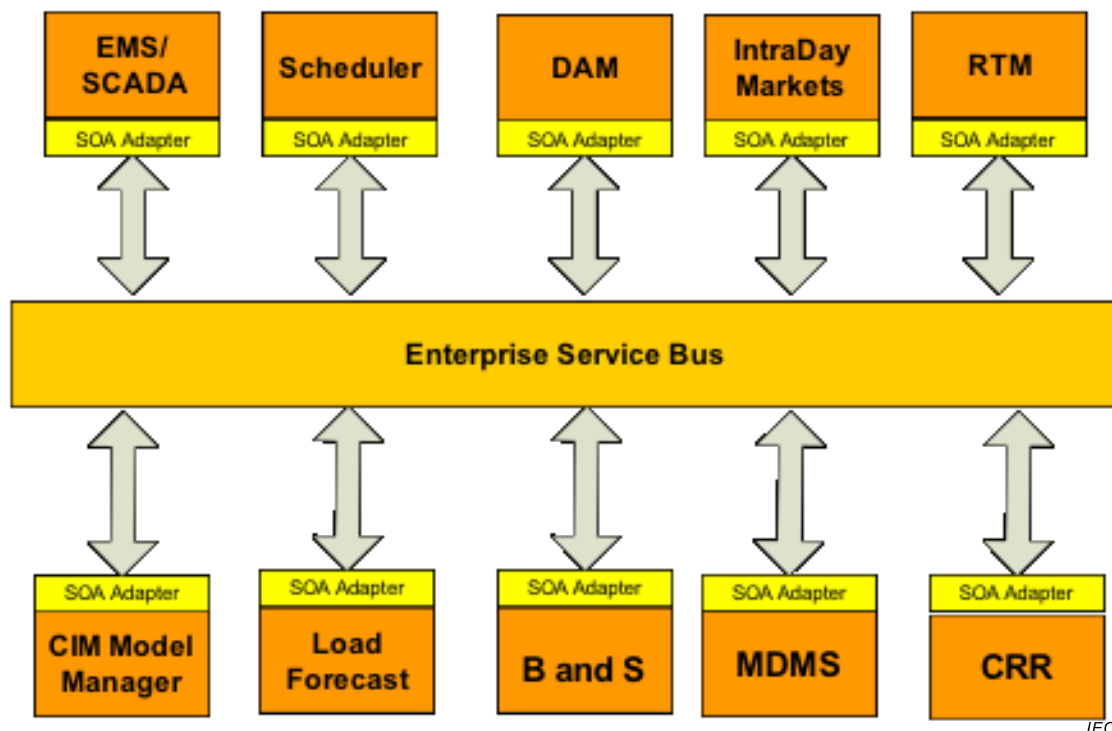 EMS/
SCADA
Scheduler
DAM
IntraDay
Markets
RTM
SOA Adapter
SOA Adapter
SOA Adapter
SOA Adapter
SOA Adapter
Enterprise Service Bus
SOA Adapter
SOA Adapter
SOA Adapter
SOA Adapter
SOA Adapter
CIM Model
Manager
Load
Forecast
B and S
MDMS
CRR
IEC